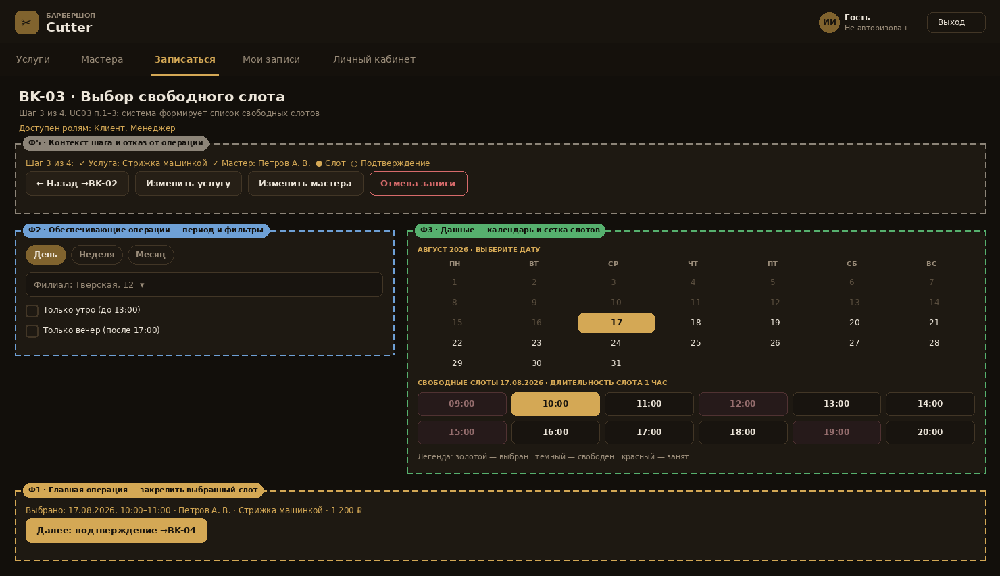 ✂
БАРБЕРШОП
Cutter
ИИ
Гость
Не авторизован
Выход
Услуги
Мастера
Записаться
Мои записи
Личный кабинет
BK-03 · Выбор свободного слота
Шаг 3 из 4. UC03 п.1–3: система формирует список свободных слотов
Доступен ролям: Клиент, Менеджер
Ф5 · Контекст шага и отказ от операции
Шаг 3 из 4: ✓ Услуга: Стрижка машинкой ✓ Мастер: Петров А. В. ● Слот ○ Подтверждение
← Назад →BK-02
Изменить услугу
Изменить мастера
Отмена записи
Ф2 · Обеспечивающие операции — период и фильтры
День
Неделя
Месяц
Филиал: Тверская, 12 ▾
Только утро (до 13:00)
Только вечер (после 17:00)
Ф3 · Данные — календарь и сетка слотов
АВГУСТ 2026 · ВЫБЕРИТЕ ДАТУ
ПН ВТ СР ЧТ ПТ СБ ВС
1 2 3 4 5 6 7
8 9 10 11 12 13 14
15 16 17 18 19 20 21
22 23 24 25 26 27 28
29 30 31
СВОБОДНЫЕ СЛОТЫ 17.08.2026 · ДЛИТЕЛЬНОСТЬ СЛОТА 1 ЧАС
09:00 10:00 11:00 12:00 13:00 14:00
15:00 16:00 17:00 18:00 19:00 20:00
Легенда: золотой — выбран · тёмный — свободен · красный — занят
Ф1 · Главная операция — закрепить выбранный слот
Выбрано: 17.08.2026, 10:00–11:00 · Петров А. В. · Стрижка машинкой · 1 200 ₽
Далее: подтверждение →BK-04